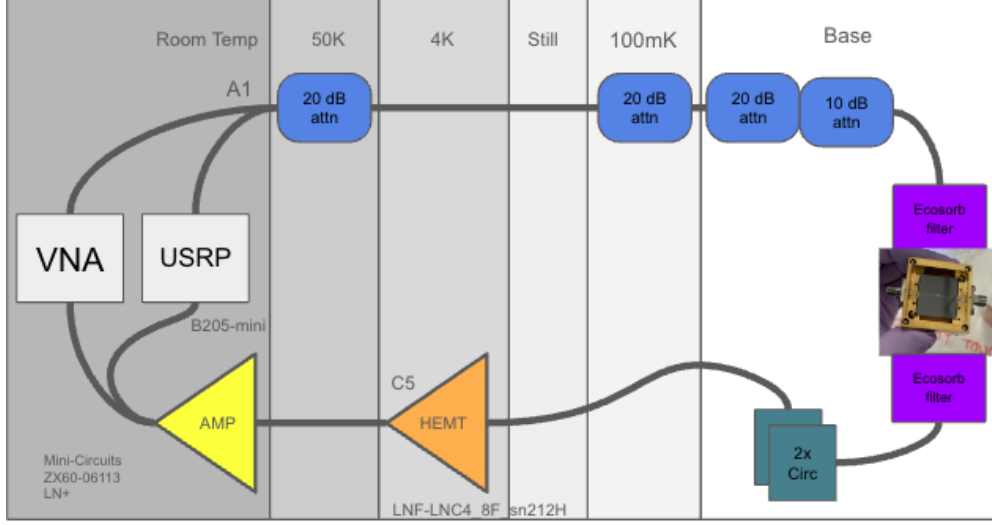 Room Temp
50K
4K
Still
100mK
Base
A1
20 dB
attn
20 dB
attn
20 dB
attn
10 dB
attn
Ecosorb
filter
VNA
USRP
B205-mini
Ecosorb
filter
C5
AMP
HEMT
2x
Circ
Mini-Circuits
ZX60-06113
LN+
LNF-LNC4_8F_sn212H